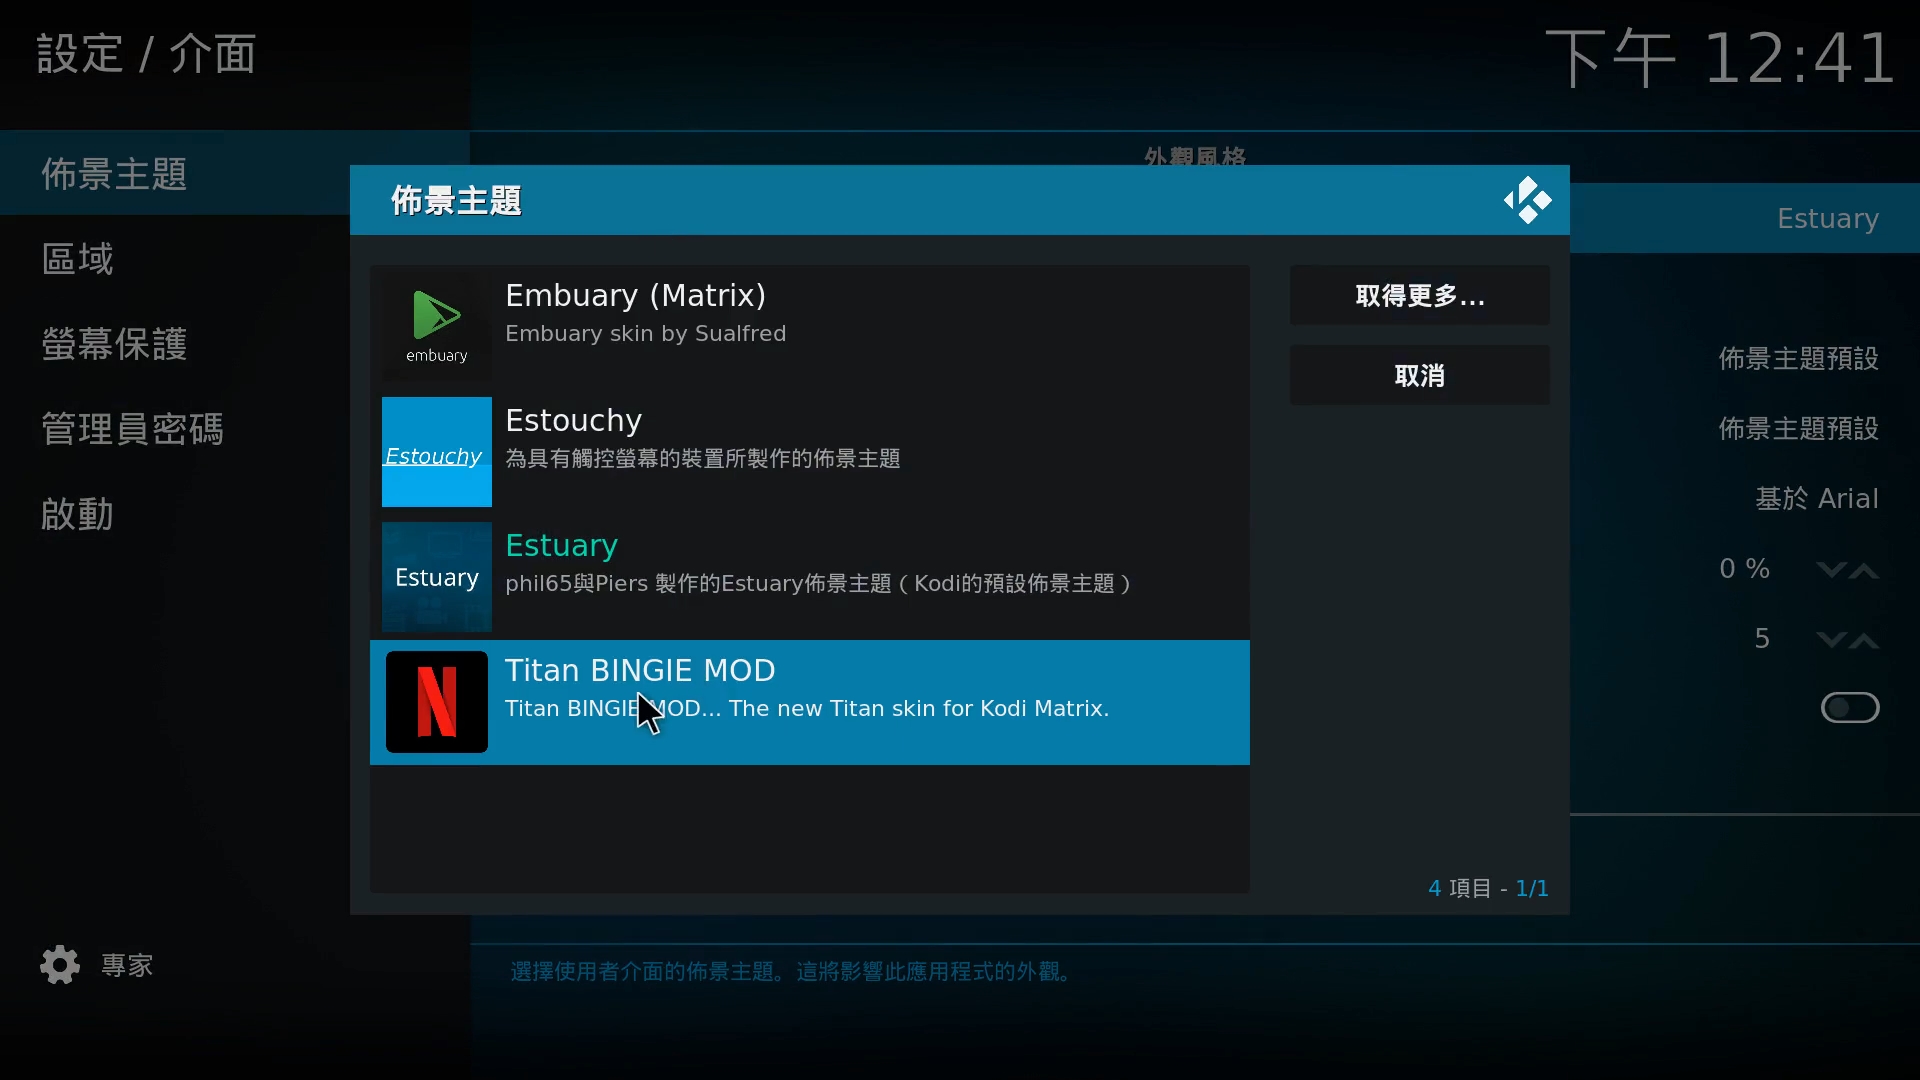 設定 / 介面
下午 12:41
佈景主題
區域
螢幕保護
管理員密碼
啟動
專家
外觀風格
佈景主題
Embuary (Matrix)
Embuary skin by Sualfred
embuary
Estouchy
為具有觸控螢幕的裝置所製作的佈景主題
Estouchy
Estuary
phil65與Piers 製作的Estuary佈景主題（Kodi的預設佈景主題）
Estuary
Titan BINGIE MOD
Titan BINGIE MOD... The new Titan skin for Kodi Matrix.
N
取得更多...
取消
4 項目 - 1/1
Estuary
佈景主題預設
佈景主題預設
基於 Arial
0 %
5
選擇使用者介面的佈景主題。這將影響此應用程式的外觀。